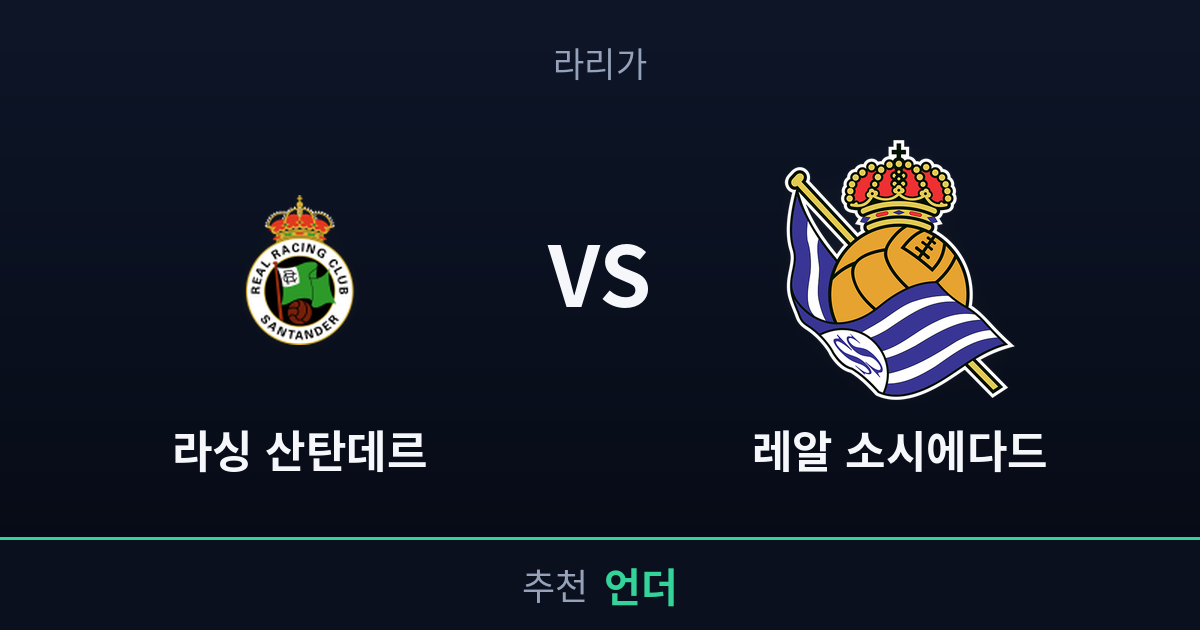 라리가
REAL RACING CLUB
SANTANDER
VS
라싱 산탄데르
레알 소시에다드
추천 언더